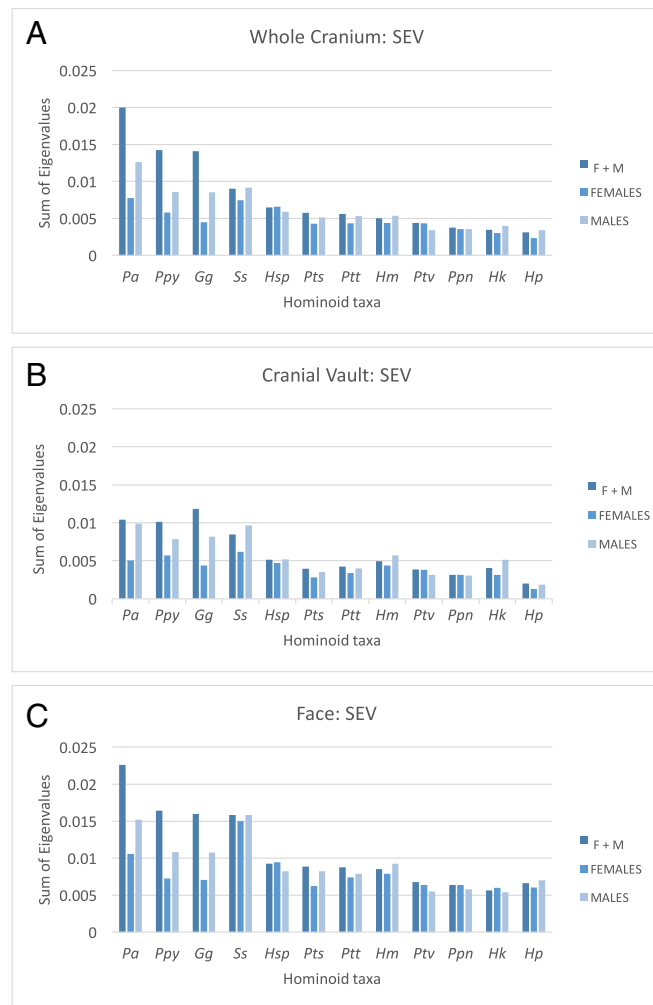 A
Whole Cranium: SEV
0.025
0.02
0.015
0.01
0.005
0
Sum of Eigenvalues
Pa Ppy Gg Ss Hsp Pts Ptt Hm Ptv Ppn Hk Hp
Hominoid taxa
F + M
FEMALES
MALES
B
Cranial Vault: SEV
0.025
0.02
0.015
0.01
0.005
0
Sum of Eigenvalues
Pa Ppy Gg Ss Hsp Pts Ptt Hm Ptv Ppn Hk Hp
Hominoid taxa
F + M
FEMALES
MALES
C
Face: SEV
0.025
0.02
0.015
0.01
0.005
0
Sum of Eigenvalues
Pa Ppy Gg Ss Hsp Pts Ptt Hm Ptv Ppn Hk Hp
Hominoid taxa
F + M
FEMALES
MALES